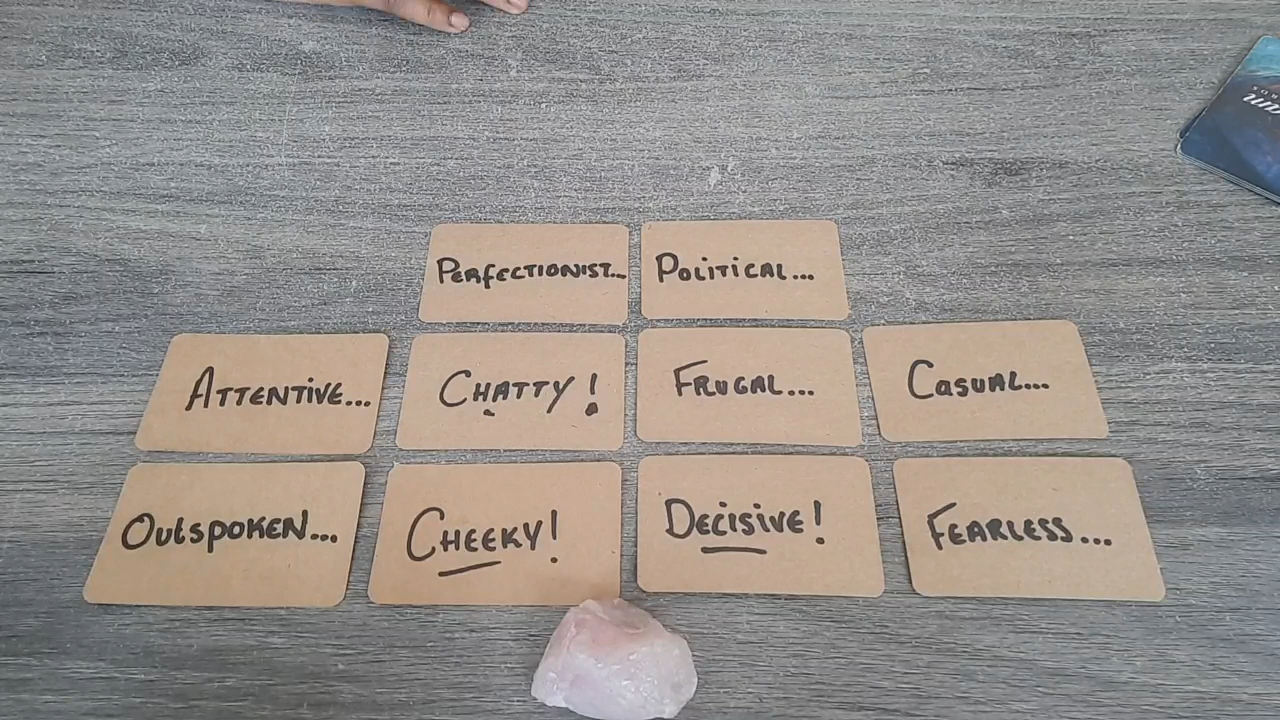 PERFECTIONIST...
POLITICAL...
ATTENTIVE...
CHATTY!
FRUGAL...
CASUAL...
OUTSPOKEN...
CHEEKY!
DECISIVE!
FEARLESS...